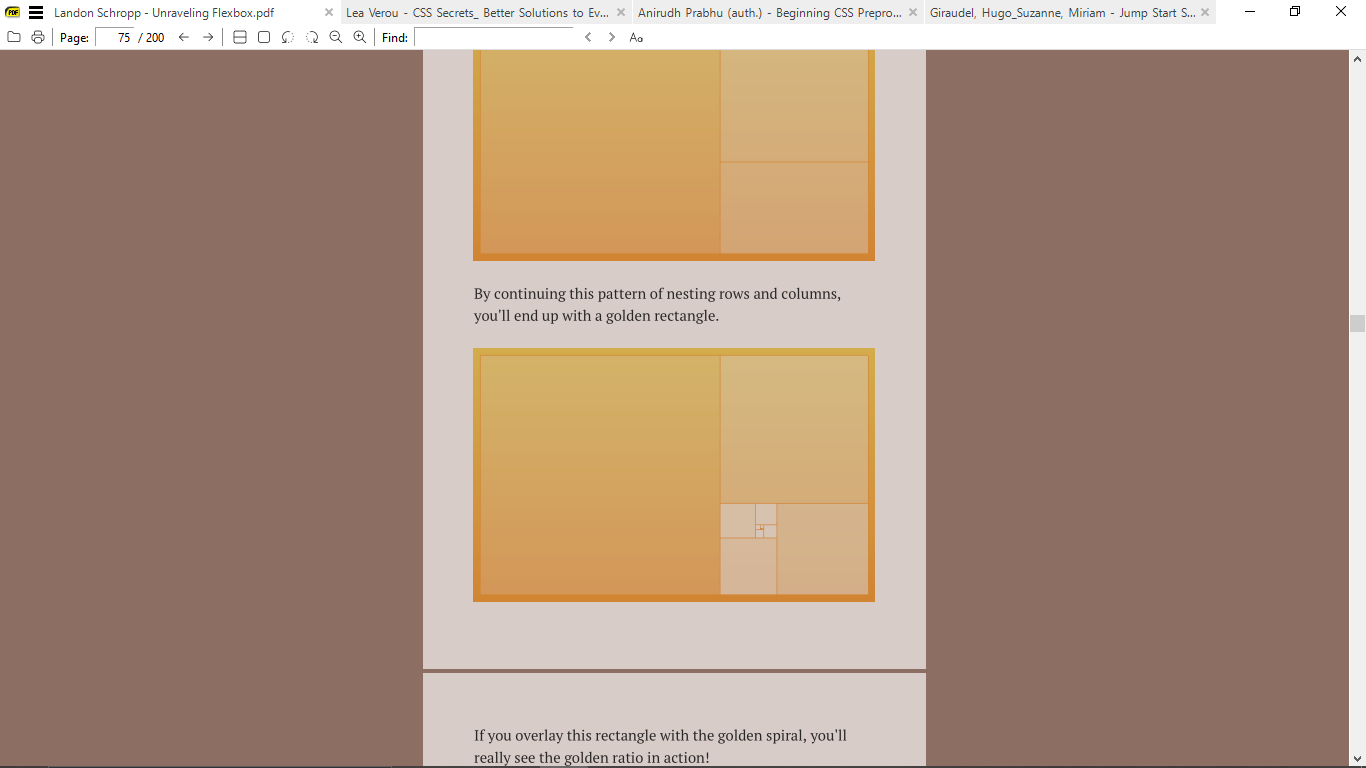 PDF
Landon Schropp - Unraveling Flexbox.pdf
Lea Verou - CSS Secrets_ Better Solutions to Ev...
Anirudh Prabhu (auth.) - Beginning CSS Prepro...
Giraudel, Hugo_Suzanne, Miriam - Jump Start S...
Page: 75 / 200
Find:
Aa
By continuing this pattern of nesting rows and columns,
you'll end up with a golden rectangle.
If you overlay this rectangle with the golden spiral, you'll
really see the golden ratio in action!